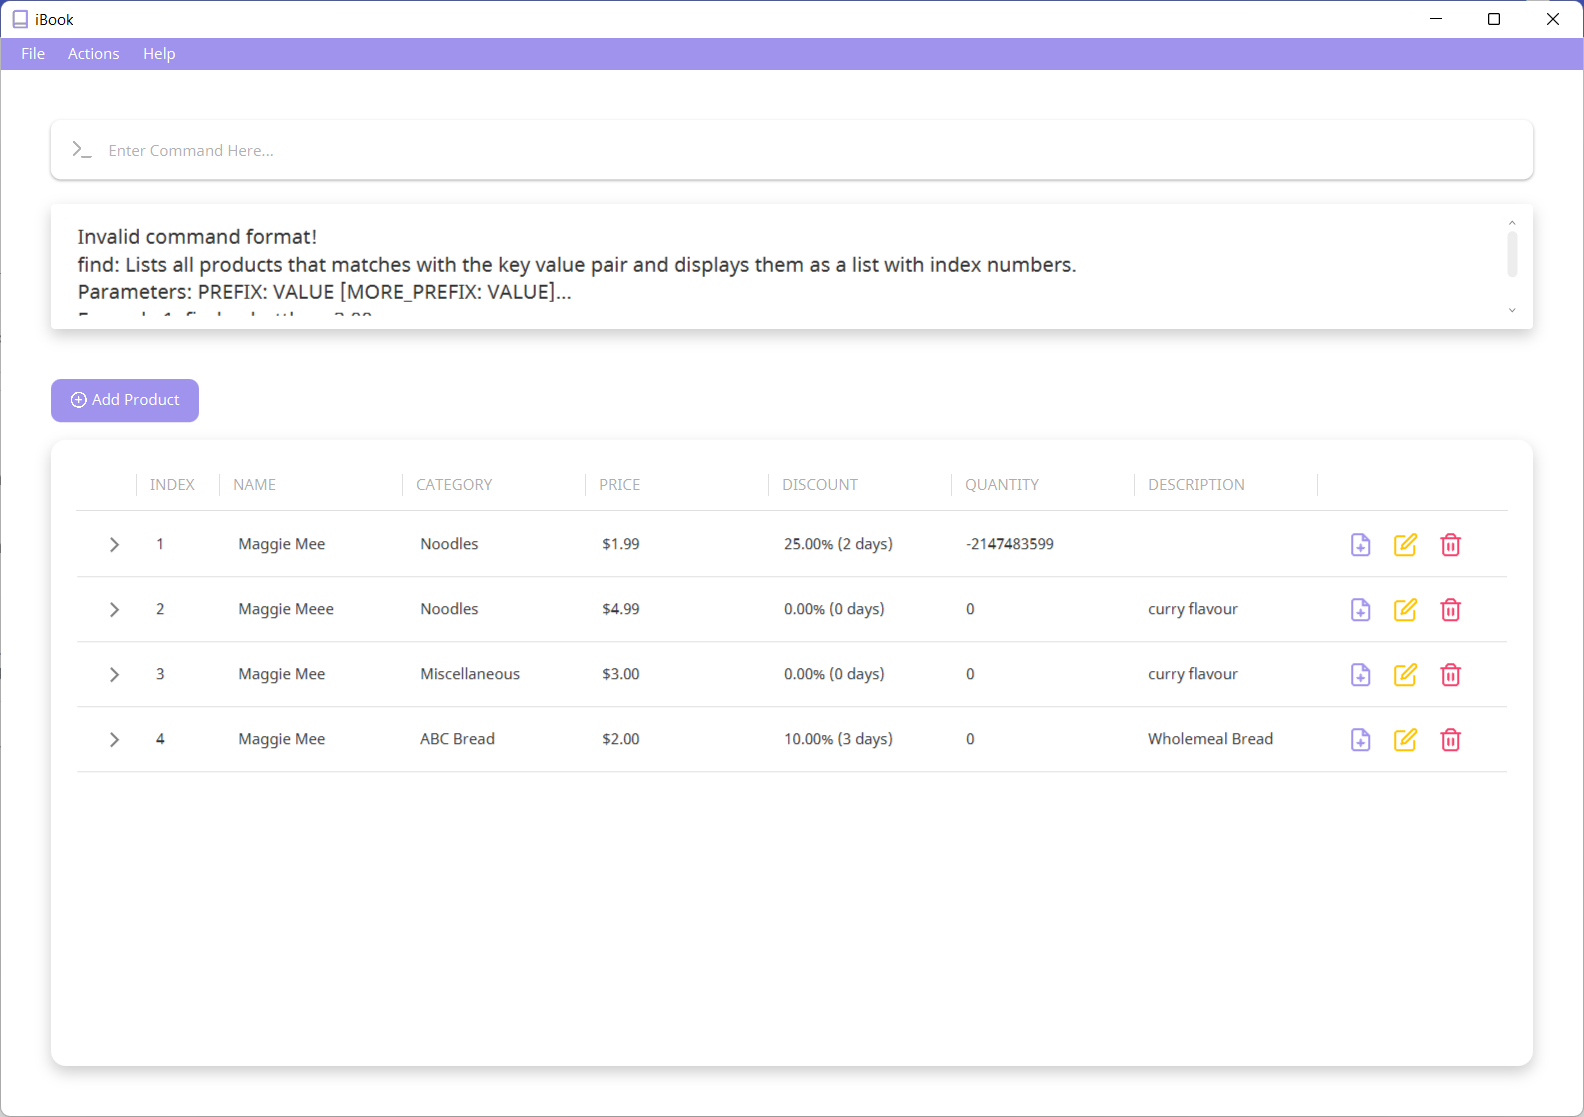 iBook
File Actions Help
Enter Command Here...
Invalid command format!
find: Lists all products that matches with the key value pair and displays them as a list with index numbers.
Parameters: PREFIX: VALUE [MORE_PREFIX: VALUE]...
Add Product
INDEX NAME CATEGORY PRICE DISCOUNT QUANTITY DESCRIPTION
1 Maggie Mee Noodles $1.99 25.00% (2 days) -2147483599
2 Maggie Meee Noodles $4.99 0.00% (0 days) 0 curry flavour
3 Maggie Mee Miscellaneous $3.00 0.00% (0 days) 0 curry flavour
4 Maggie Mee ABC Bread $2.00 10.00% (3 days) 0 Wholemeal Bread